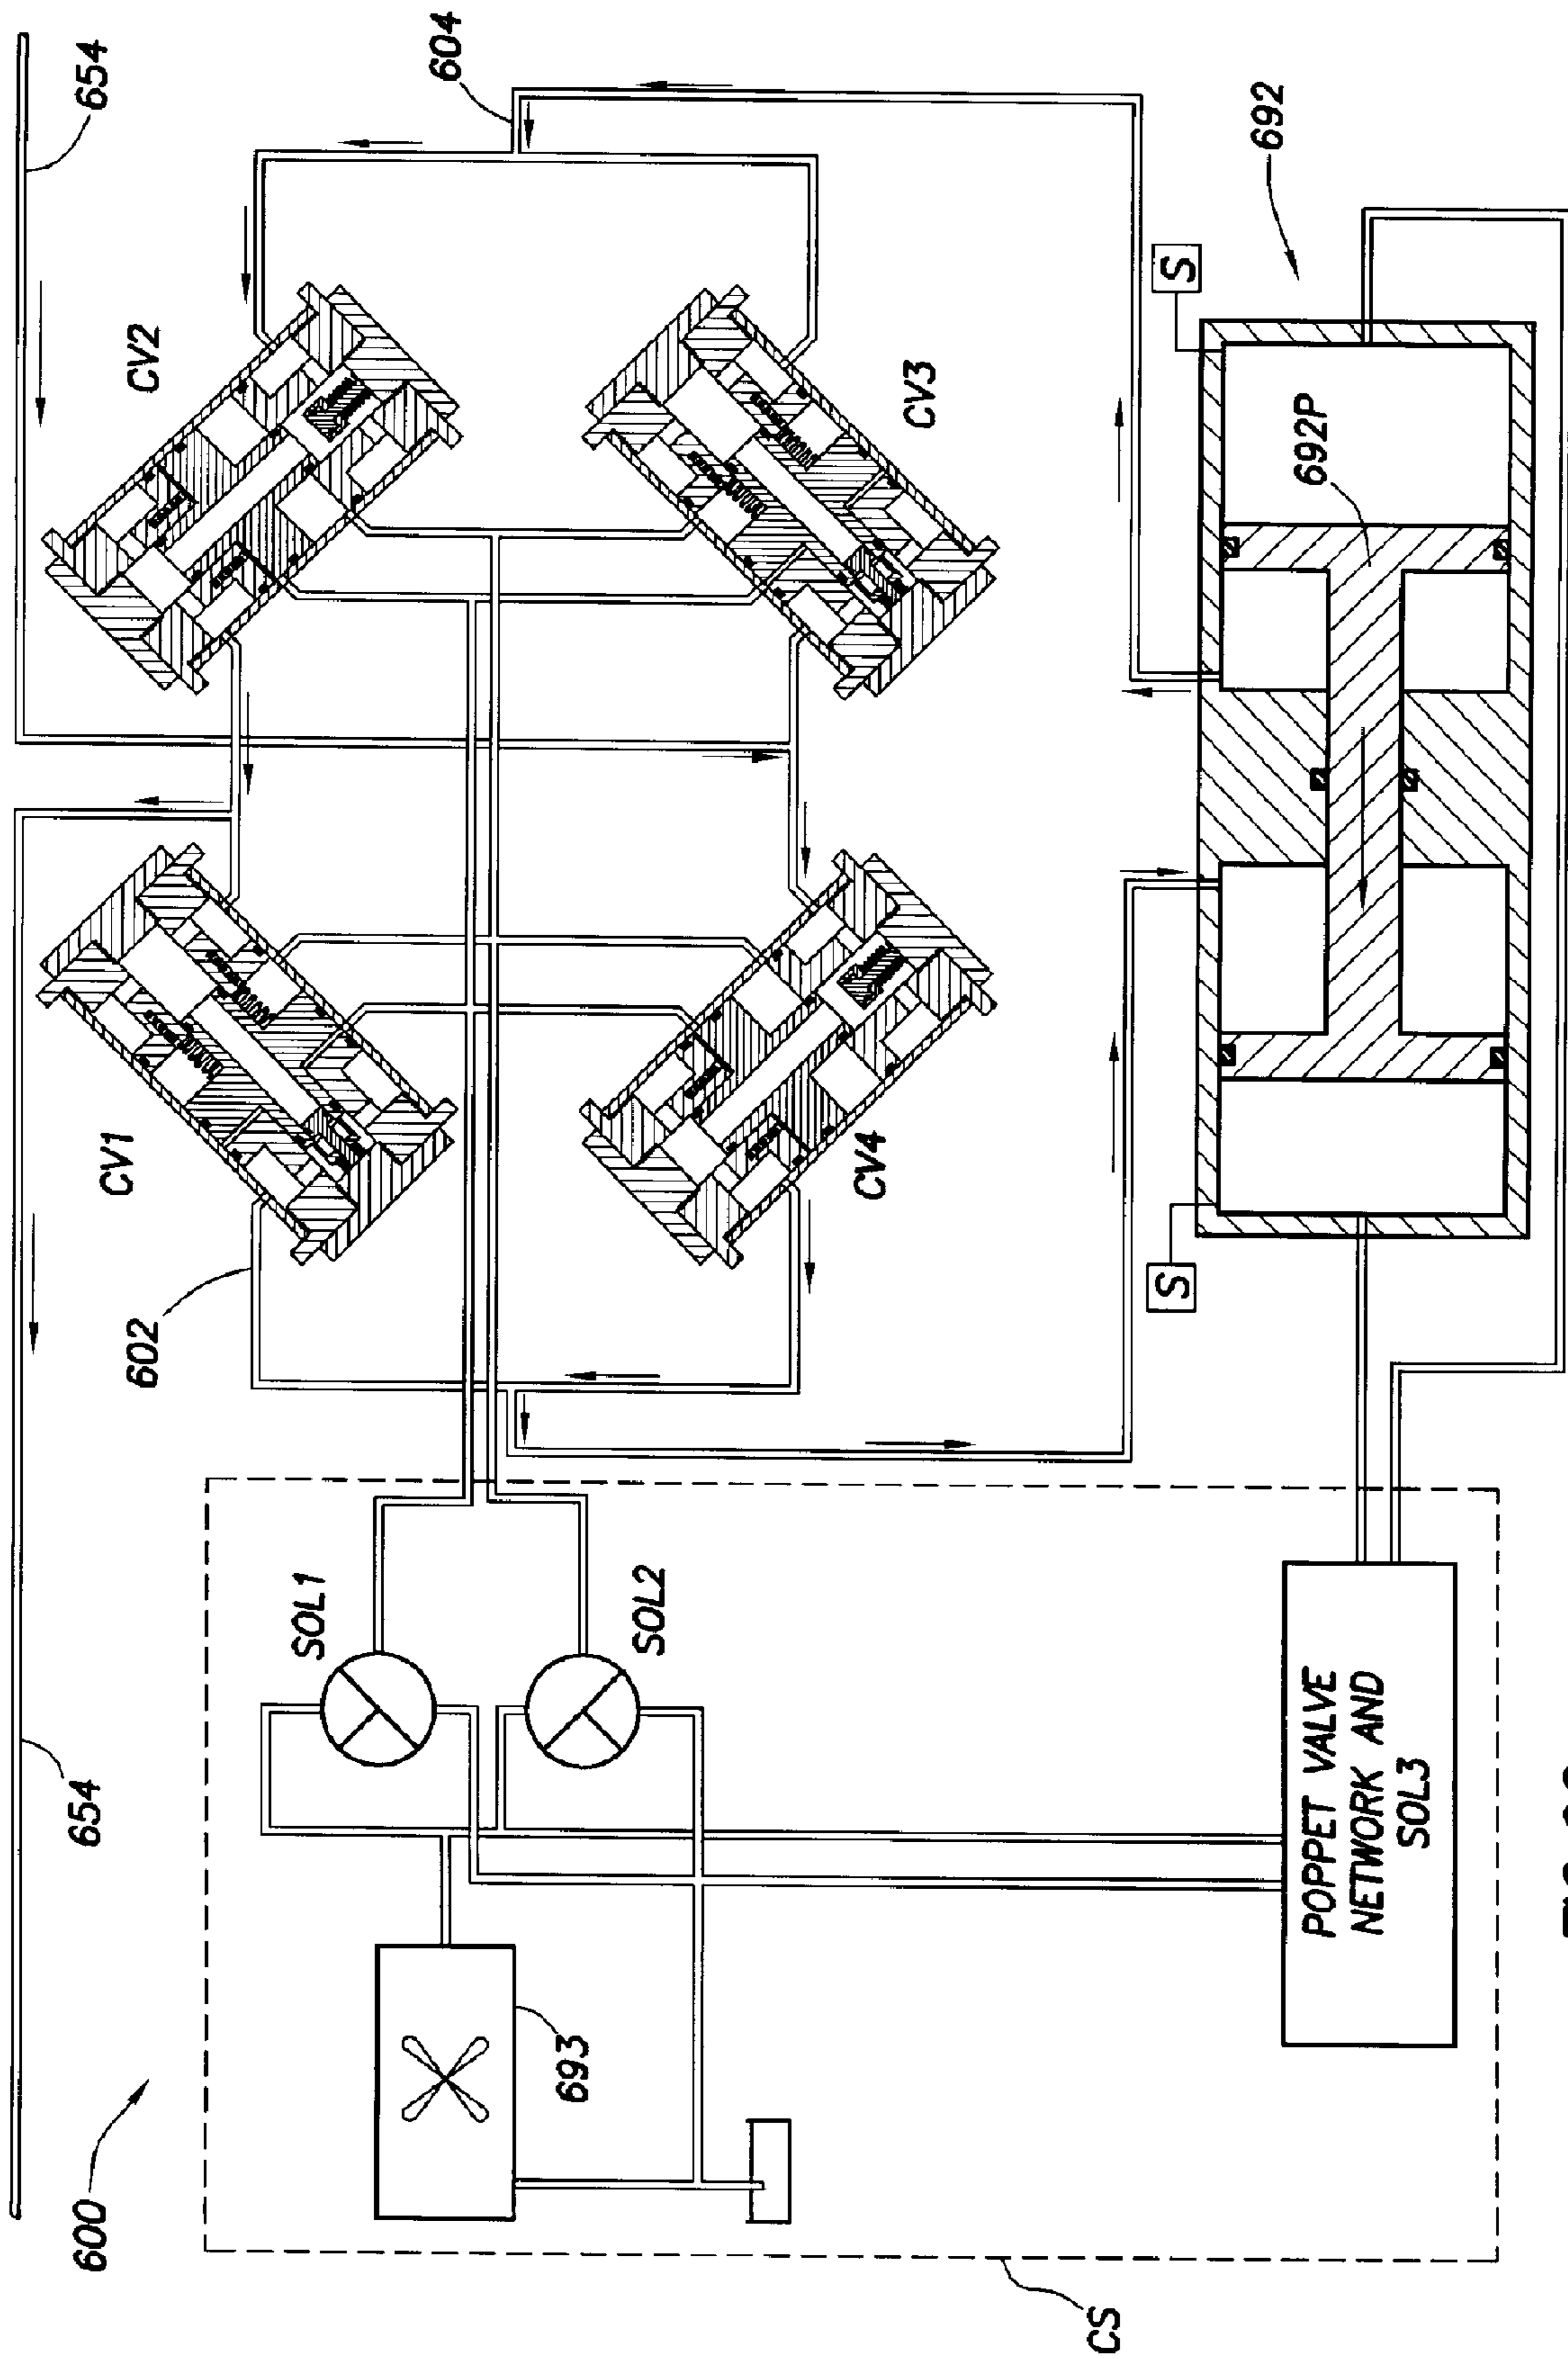 600
654
654
CV1
CV2
602
SOL1
604
693
SOL2
CV4
CV3
CS
S
S
692
692P
POPPET VALVE
NETWORK AND
SOL3